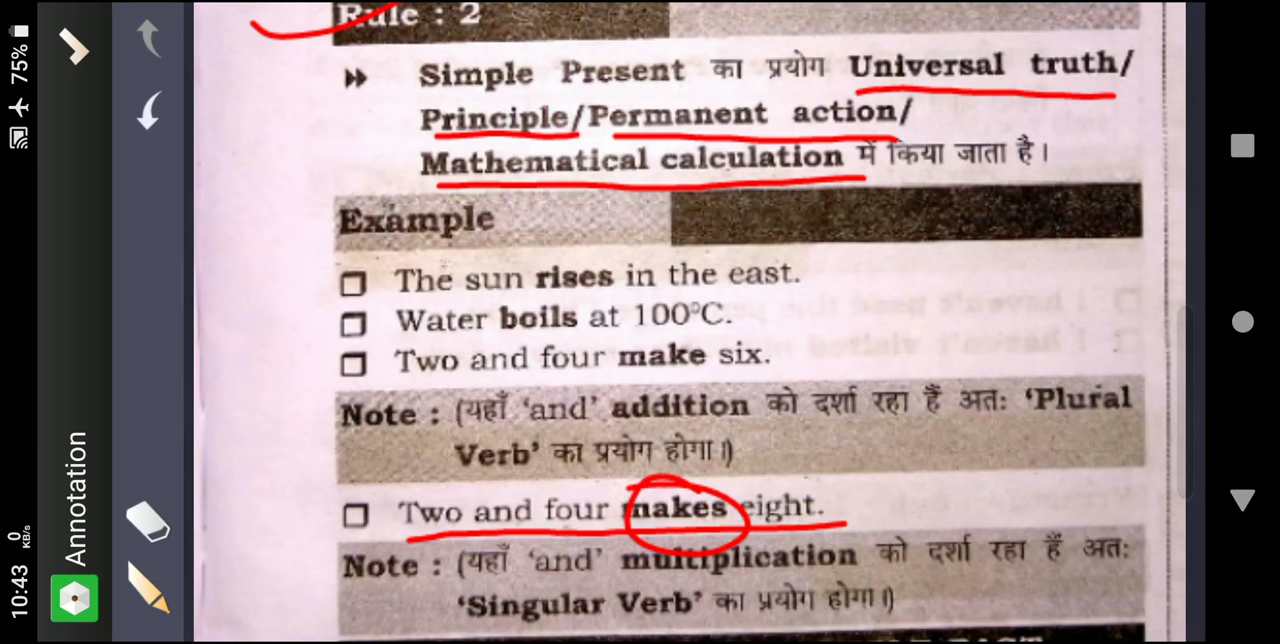 Rule : 2
Simple Present का प्रयोग Universal truth/
Principle/Permanent action/
Mathematical calculation में किया जाता है।
Example
The sun rises in the east.
Water boils at 100°C.
Two and four make six.
Note : (यहाँ 'and' addition को दर्शा रहा हैं अत: 'Plural
Verb' का प्रयोग होगा।)
Two and four makes eight.
Note : (यहाँ 'and' multiplication को दर्शा रहा हैं अत:
'Singular Verb' का प्रयोग होगा।)
75%
Annotation
10:43
0
KB/s